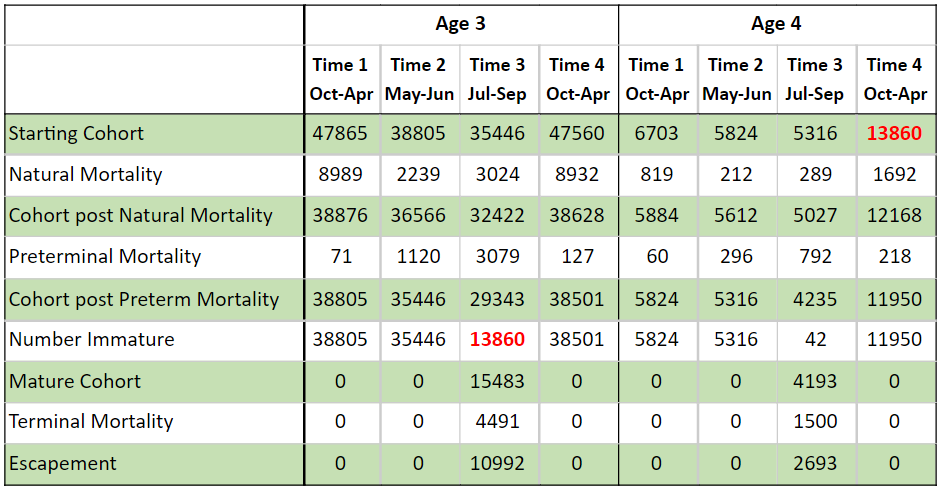 Age 3 Age 4
Time 1 Time 2 Time 3 Time 4 Time 1 Time 2 Time 3 Time 4
Oct-Apr May-Jun Jul-Sep Oct-Apr Oct-Apr May-Jun Jul-Sep Oct-Apr
Starting Cohort 47865 38805 35446 47560 6703 5824 5316 13860
Natural Mortality 8989 2239 3024 8932 819 212 289 1692
Cohort post Natural Mortality 38876 36566 32422 38628 5884 5612 5027 12168
Preterminal Mortality 71 1120 3079 127 60 296 792 218
Cohort post Preterm Mortality 38805 35446 29343 38501 5824 5316 4235 11950
Number Immature 38805 35446 13860 38501 5824 5316 42 11950
Mature Cohort 0 0 15483 0 0 0 4193 0
Terminal Mortality 0 0 4491 0 0 0 1500 0
Escapement 0 0 10992 0 0 0 2693 0